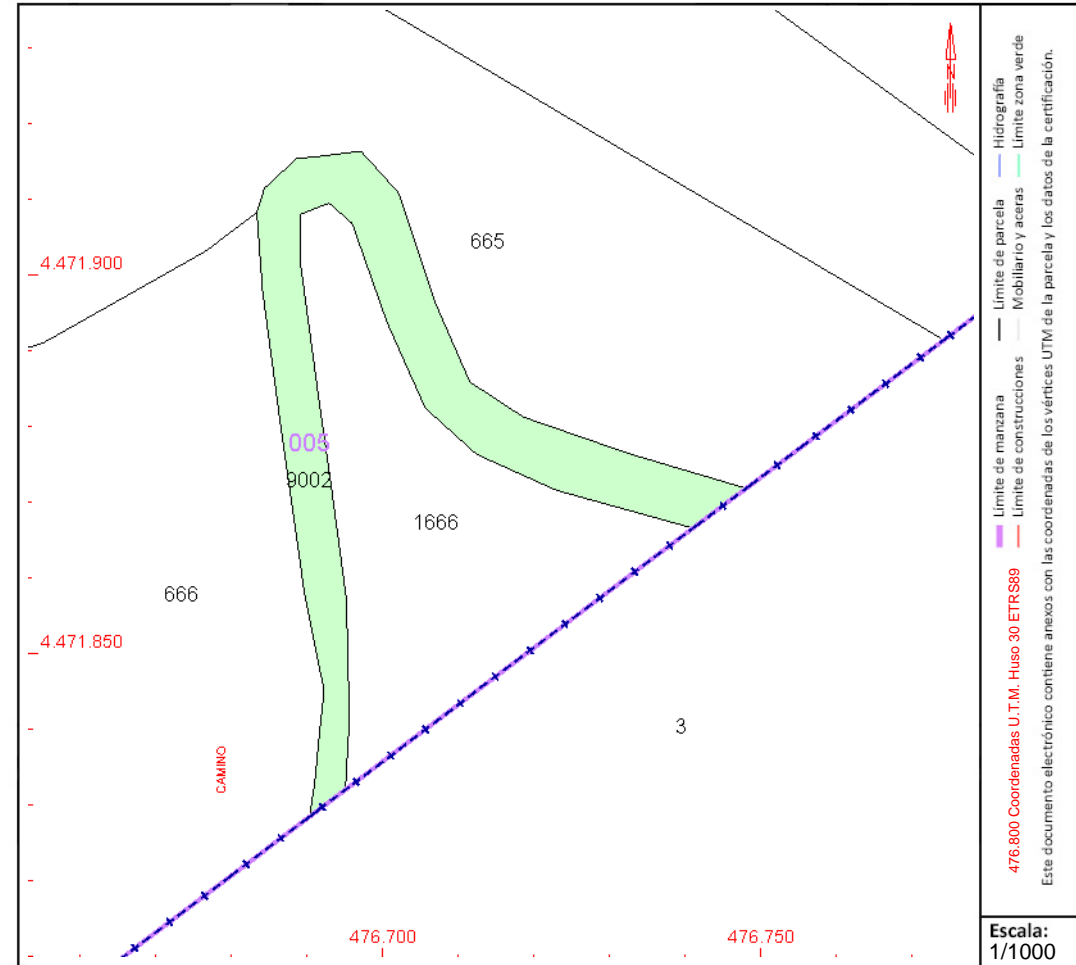 665
4.471.900
005
9002
1666
666
4.471.850
3
CAMINO
476.700
476.750
N
Límite de manzana
Límite de parcela
Hidrografía
476.800 Coordenadas U.T.M. Huso 30 ETRS89
Límite de construcciones
Mobiliario y aceras
Límite zona verde
Este documento electrónico contiene anexos con las coordenadas de los vértices UTM de la parcela y los datos de la certificación.
Escala:
1/1000